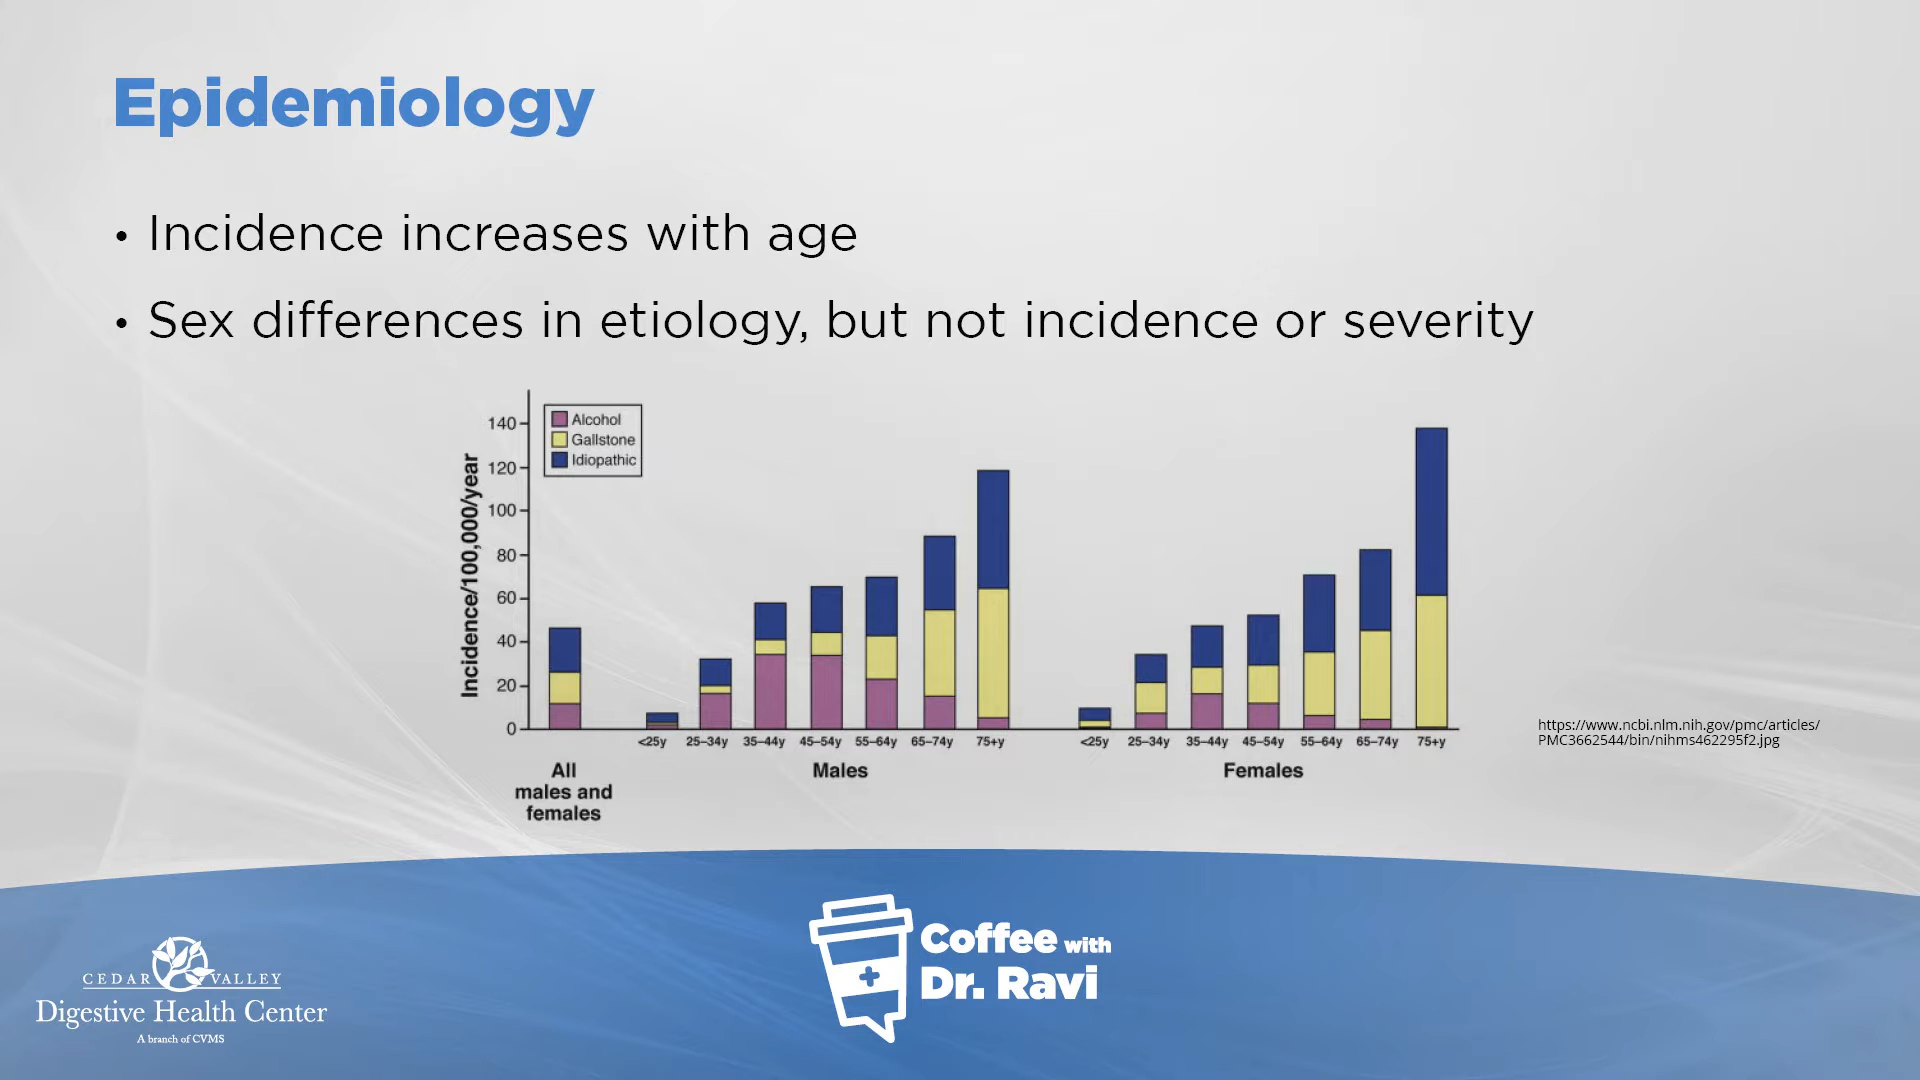 Epidemiology
• Incidence increases with age
• Sex differences in etiology, but not incidence or severity
Incidence/100,000/year
140
120
100
80
60
40
20
0
Alcohol
Gallstone
Idiopathic
<25y 25–34y 35–44y 45–54y 55–64y 65–74y 75+y
<25y 25–34y 35–44y 45–54y 55–64y 65–74y 75+y
All
males and
females
Males
Females
https://www.ncbi.nlm.nih.gov/pmc/articles/
PMC3662544/bin/nihms462295f2.jpg
CEDAR VALLEY
Digestive Health Center
A branch of CVMS
Coffee with
Dr. Ravi